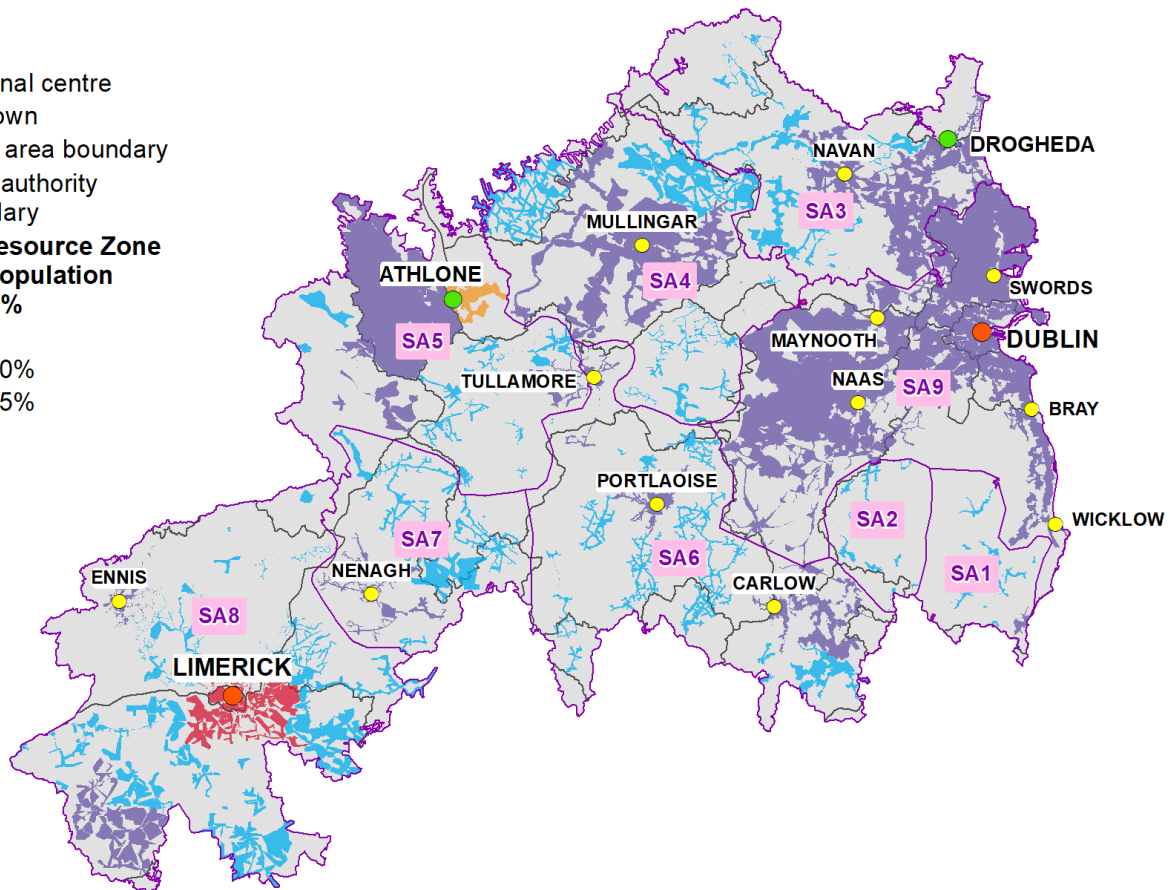 nal centre
own
area boundary
authority
lary
esource Zone
opulation
%
0%
5%
DROGHEDA
NAVAN
SA3
MULLINGAR
ATHLONE
SA4
SWORDS
SA5
MAYNOOTH
DUBLIN
TULLAMORE
NAAS
SA9
BRAY
PORTLAOISE
SA2
WICKLOW
SA7
SA6
SA1
ENNIS
NENAGH
CARLOW
SA8
LIMERICK